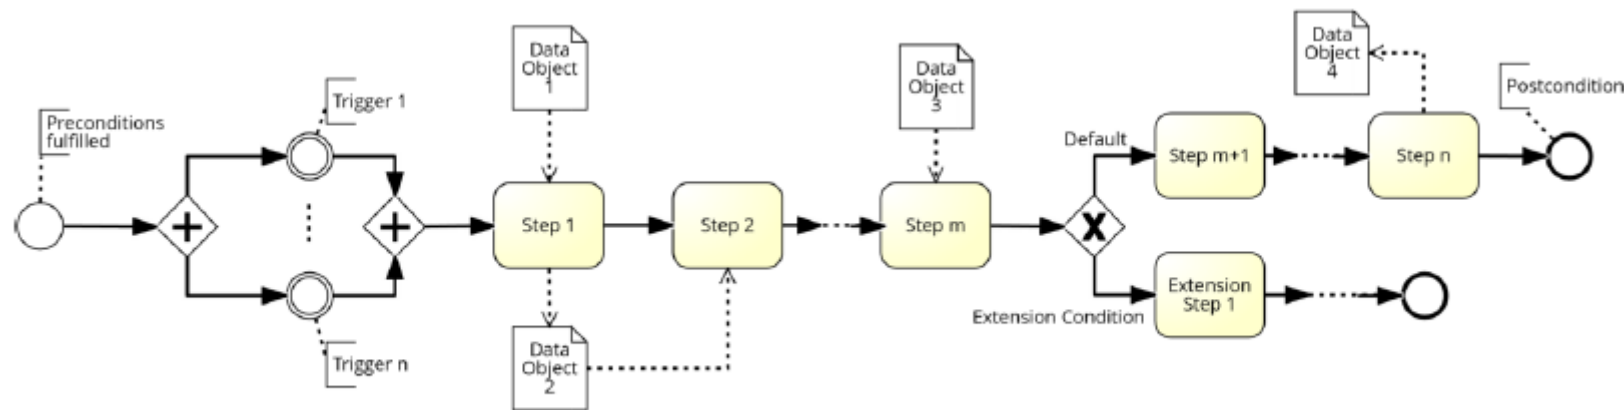 Preconditions
fulfilled
Trigger 1
Trigger n
Data
Object
1
Step 1
Data
Object
2
Step 2
Data
Object
3
Step m
X
Default
Extension Condition
Step m+1
Extension
Step 1
Data
Object
4
Step n
Postcondition